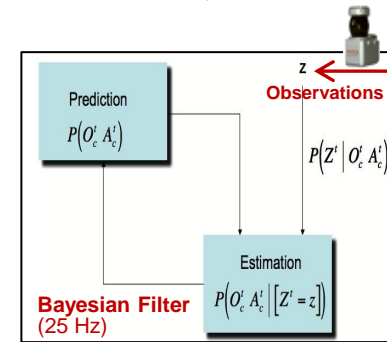 z
Observations
Prediction
P(O_c^t A_c^t)
P(Z^t | O_c^t A_c^t)
Estimation
P(O_c^t A_c^t | [Z^t = z])
Bayesian Filter
(25 Hz)